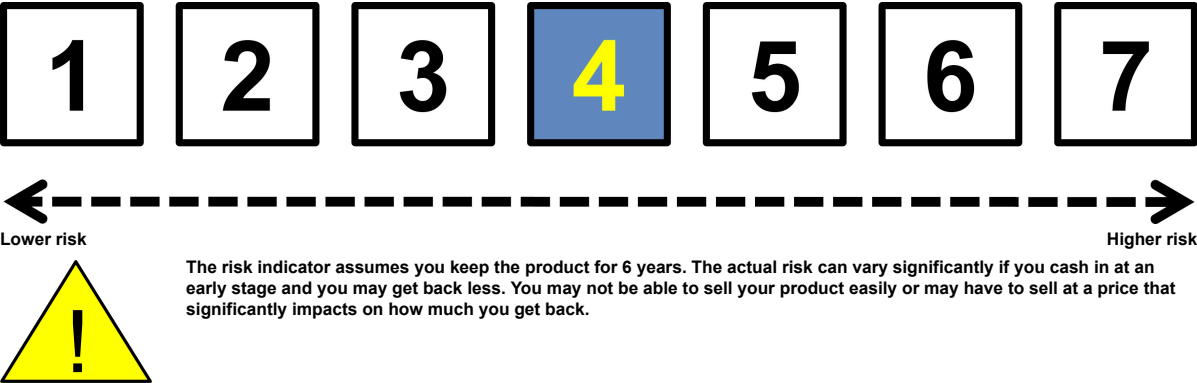 1 2 3 4 5 6 7
Lower risk Higher risk
!
The risk indicator assumes you keep the product for 6 years. The actual risk can vary significantly if you cash in at an
early stage and you may get back less. You may not be able to sell your product easily or may have to sell at a price that
significantly impacts on how much you get back.